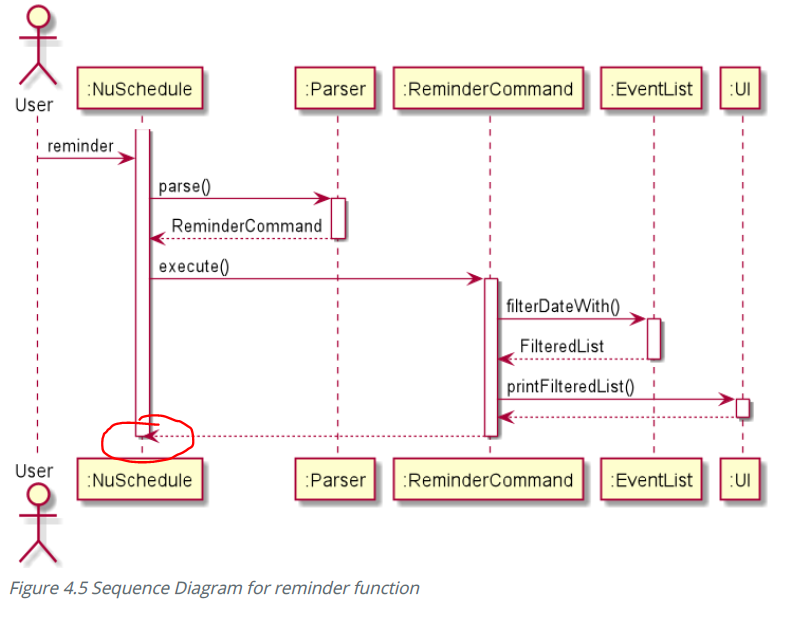 User
:NuSchedule
:Parser
:ReminderCommand
:EventList
:UI
reminder
parse()
ReminderCommand
execute()
filterDateWith()
FilteredList
printFilteredList()
User
:NuSchedule
:Parser
:ReminderCommand
:EventList
:UI
Figure 4.5 Sequence Diagram for reminder function